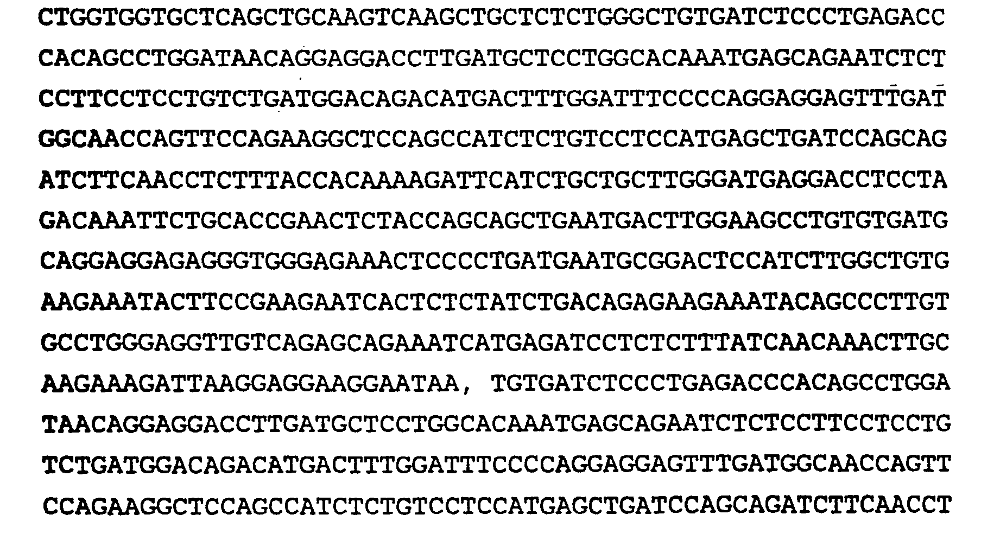 CTGGTGGTGCTCAGCTGCAAGTCAAGCTGCTCTCTGGGCTGTGATCTCCCTGAGACC
CACAGCCTGGATAACAGGAGGACCTTGATGCTCCTGGCACAAATGAGCAGAATCTCT
CCTTCCTCCTGTCTGATGGACAGACATGACTTTGGATTTCCCCAGGAGGAGTTTGAT
GGCAACCAGTTCCAGAAGGCTCCAGCCATCTCTGTCCTCCATGAGCTGATCCAGCAG
ATCTTCAACCTCTTTACCACAAAAGATTCATCTGCTGCTTGGGATGAGGACCTCCTA
GACAAATTCTGCACCGAACTCTACCAGCAGCTGAATGACTTGGAAGCCTGTGTGATG
CAGGAGGAGAGGGTGGGAGAAACTCCCCTGATGAATGCGGACTCCATCTTGGCTGTG
AAGAAATACTTCCGAAGAATCACTCTCTATCTGACAGAGAAGAAATACAGCCCTTGT
GCCTGGGAGGTTGTCAGAGCAGAAATCATGAGATCCTCTCTTTATCAACAAACTTGC
AAGAAAGATTAAGGAGGAAGGAATAA, TGTGATCTCCCTGAGACCCACAGCCTGGA
TAACAGGAGGACCTTGATGCTCCTGGCACAAATGAGCAGAATCTCTCCTTCCTCCTG
TCTGATGGACAGACATGACTTTGGATTTCCCCAGGAGGAGTTTGATGGCAACCAGTT
CCAGAAGGCTCCAGCCATCTCTGTCCTCCATGAGCTGATCCAGCAGATCTTCAACCT